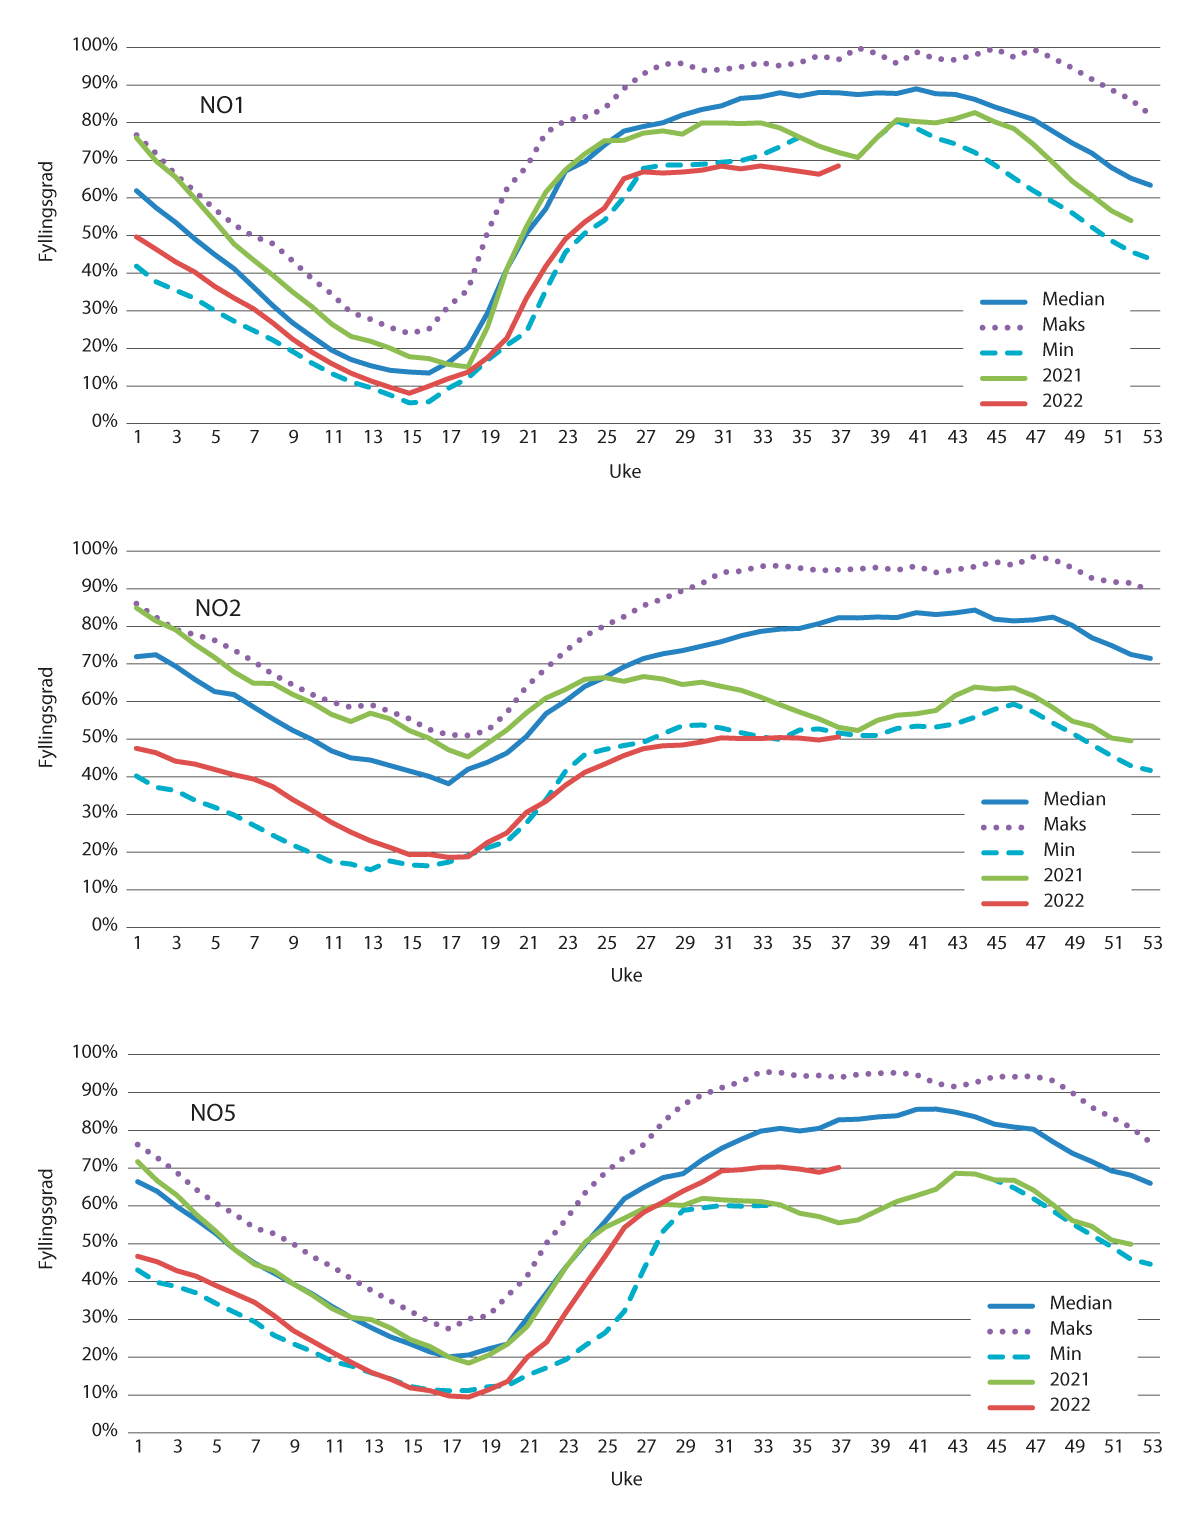 100%
90%
NO1
80%
70%
60%
50%
40%
30%
20%
10%
0%
Fyllingsgrad
Median
Maks
Min
2021
2022
1 3 5 7 9 11 13 15 17 19 21 23 25 27 29 31 33 35 37 39 41 43 45 47 49 51 53
Uke
100%
90%
NO2
80%
70%
60%
50%
40%
30%
20%
10%
0%
Fyllingsgrad
Median
Maks
Min
2021
2022
1 3 5 7 9 11 13 15 17 19 21 23 25 27 29 31 33 35 37 39 41 43 45 47 49 51 53
Uke
100%
90%
NO5
80%
70%
60%
50%
40%
30%
20%
10%
0%
Fyllingsgrad
Median
Maks
Min
2021
2022
1 3 5 7 9 11 13 15 17 19 21 23 25 27 29 31 33 35 37 39 41 43 45 47 49 51 53
Uke